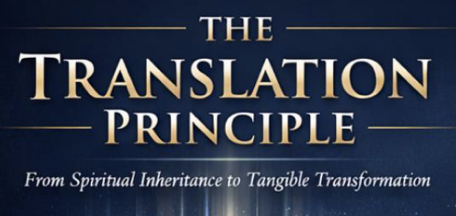 THE
TRANSLATION
PRINCIPLE
From Spiritual Inheritance to Tangible Transformation